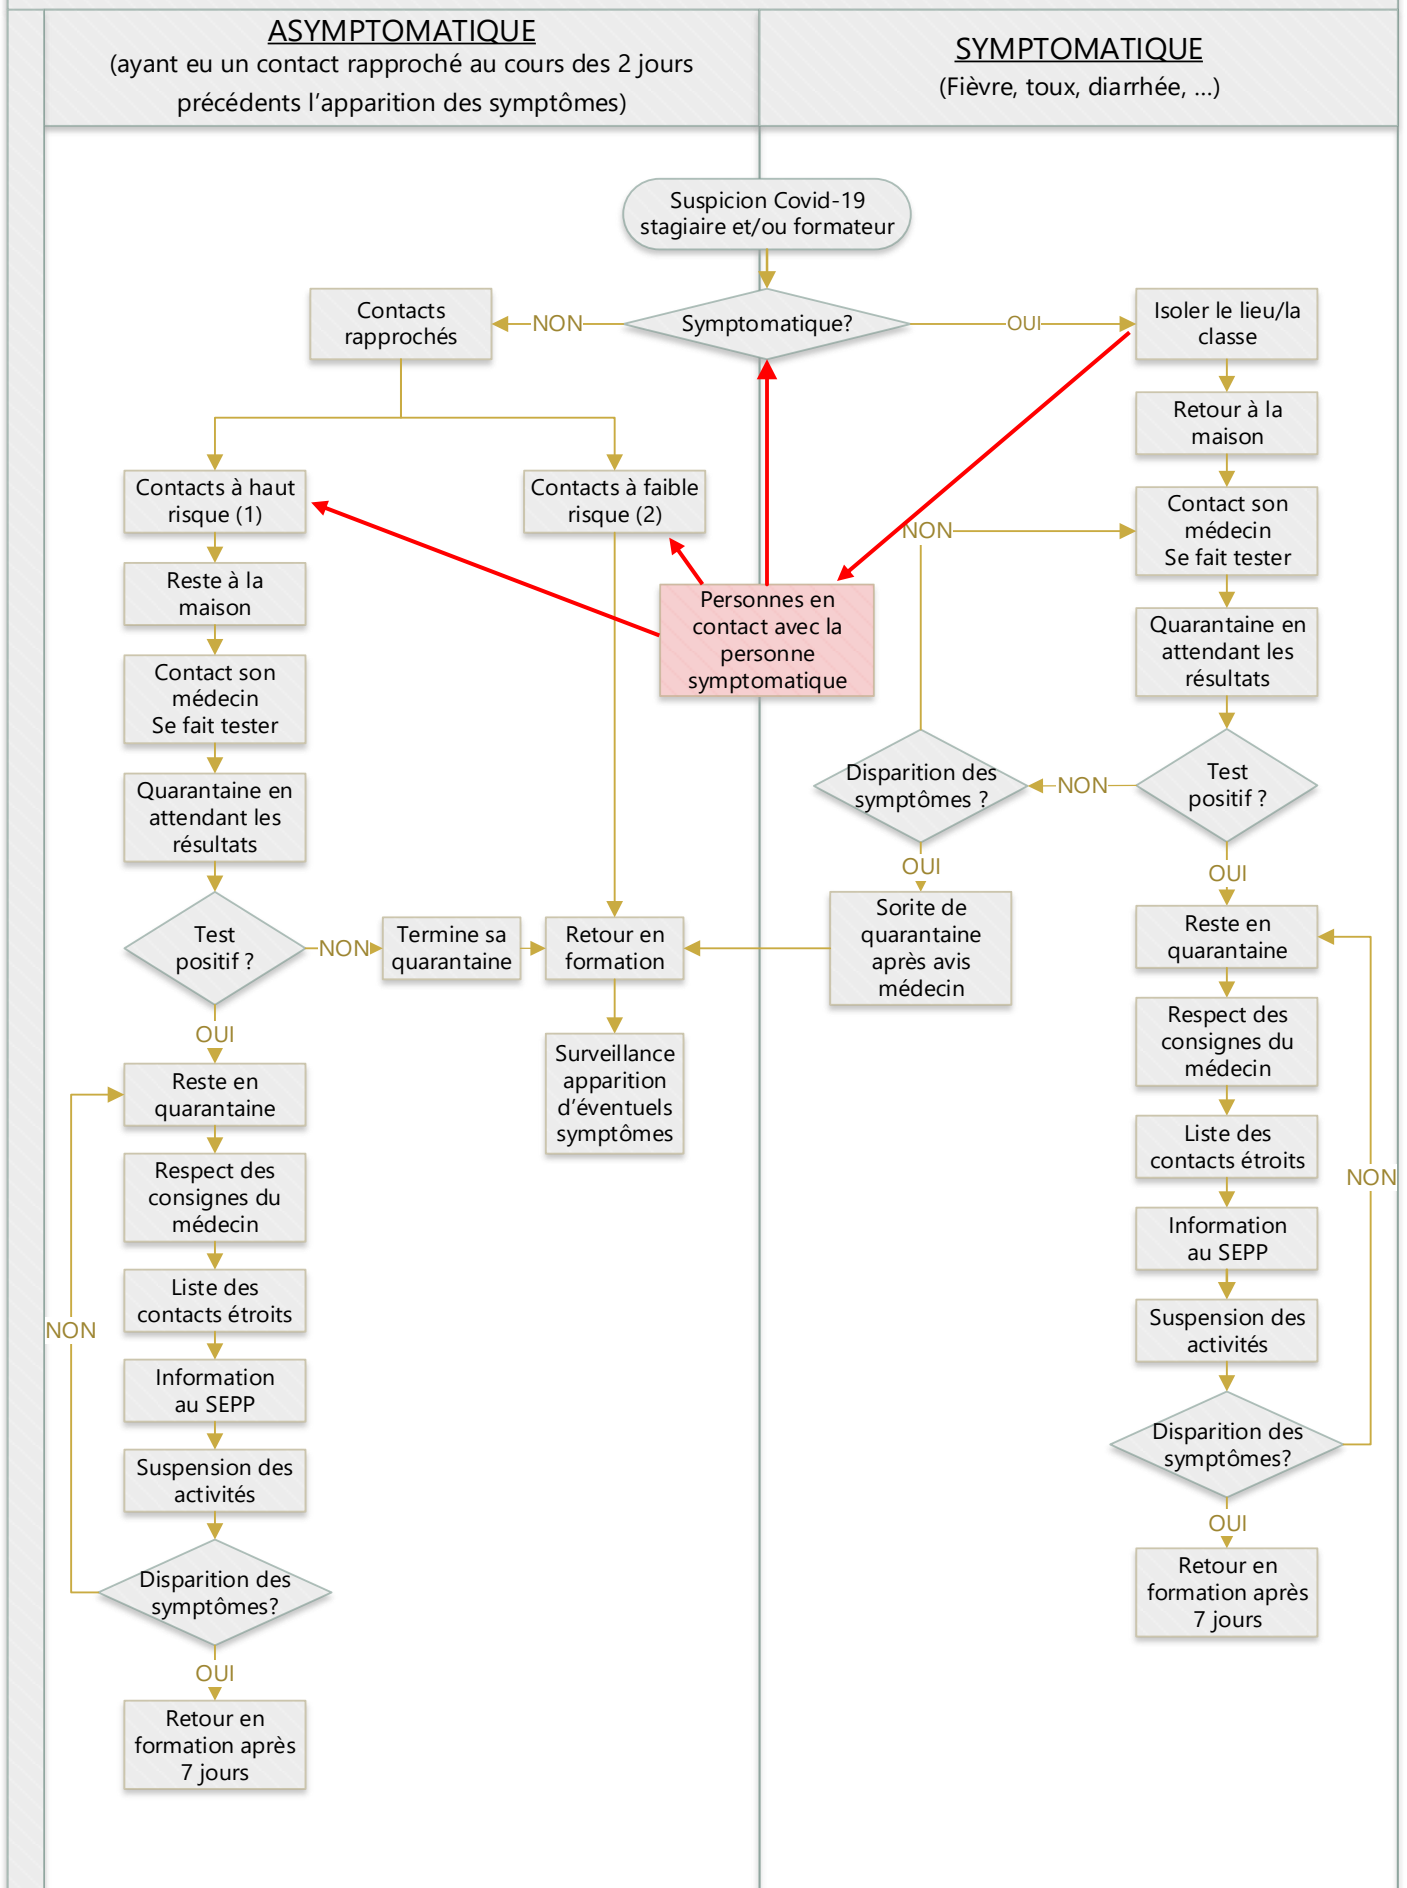 ASYMPTOMATIQUE
(ayant eu un contact rapproché au cours des 2 jours
précédents l'apparition des symptômes)
SYMPTOMATIQUE
(Fièvre, toux, diarrhée, ...)
Suspicion Covid-19
stagiaire et/ou formateur
Symptomatique?
NON
OUI
Contacts
rapprochés
Isoler le lieu/la
classe
Retour à la
maison
Contacts à haut
risque (1)
Contacts à faible
risque (2)
Contact son
médecin
Se fait tester
NON
Reste à la
maison
Personnes en
contact avec la
personne
symptomatique
Quarantaine en
attendant les
résultats
Contact son
médecin
Se fait tester
Disparition des
symptômes ?
NON
Test
positif ?
Quarantaine en
attendant les
résultats
OUI
OUI
Test
positif ?
NON
Termine sa
quarantaine
Retour en
formation
Sorite de
quarantaine
après avis
médecin
Reste en
quarantaine
OUI
Respect des
consignes du
médecin
Surveillance
apparition
d'éventuels
symptômes
Reste en
quarantaine
Liste des
contacts étroits
NON
Respect des
consignes du
médecin
Information
au SEPP
Liste des
contacts étroits
NON
Suspension des
activités
Information
au SEPP
Disparition des
symptômes?
Suspension des
activités
OUI
Disparition des
symptômes?
Retour en
formation après
7 jours
OUI
Retour en
formation après
7 jours